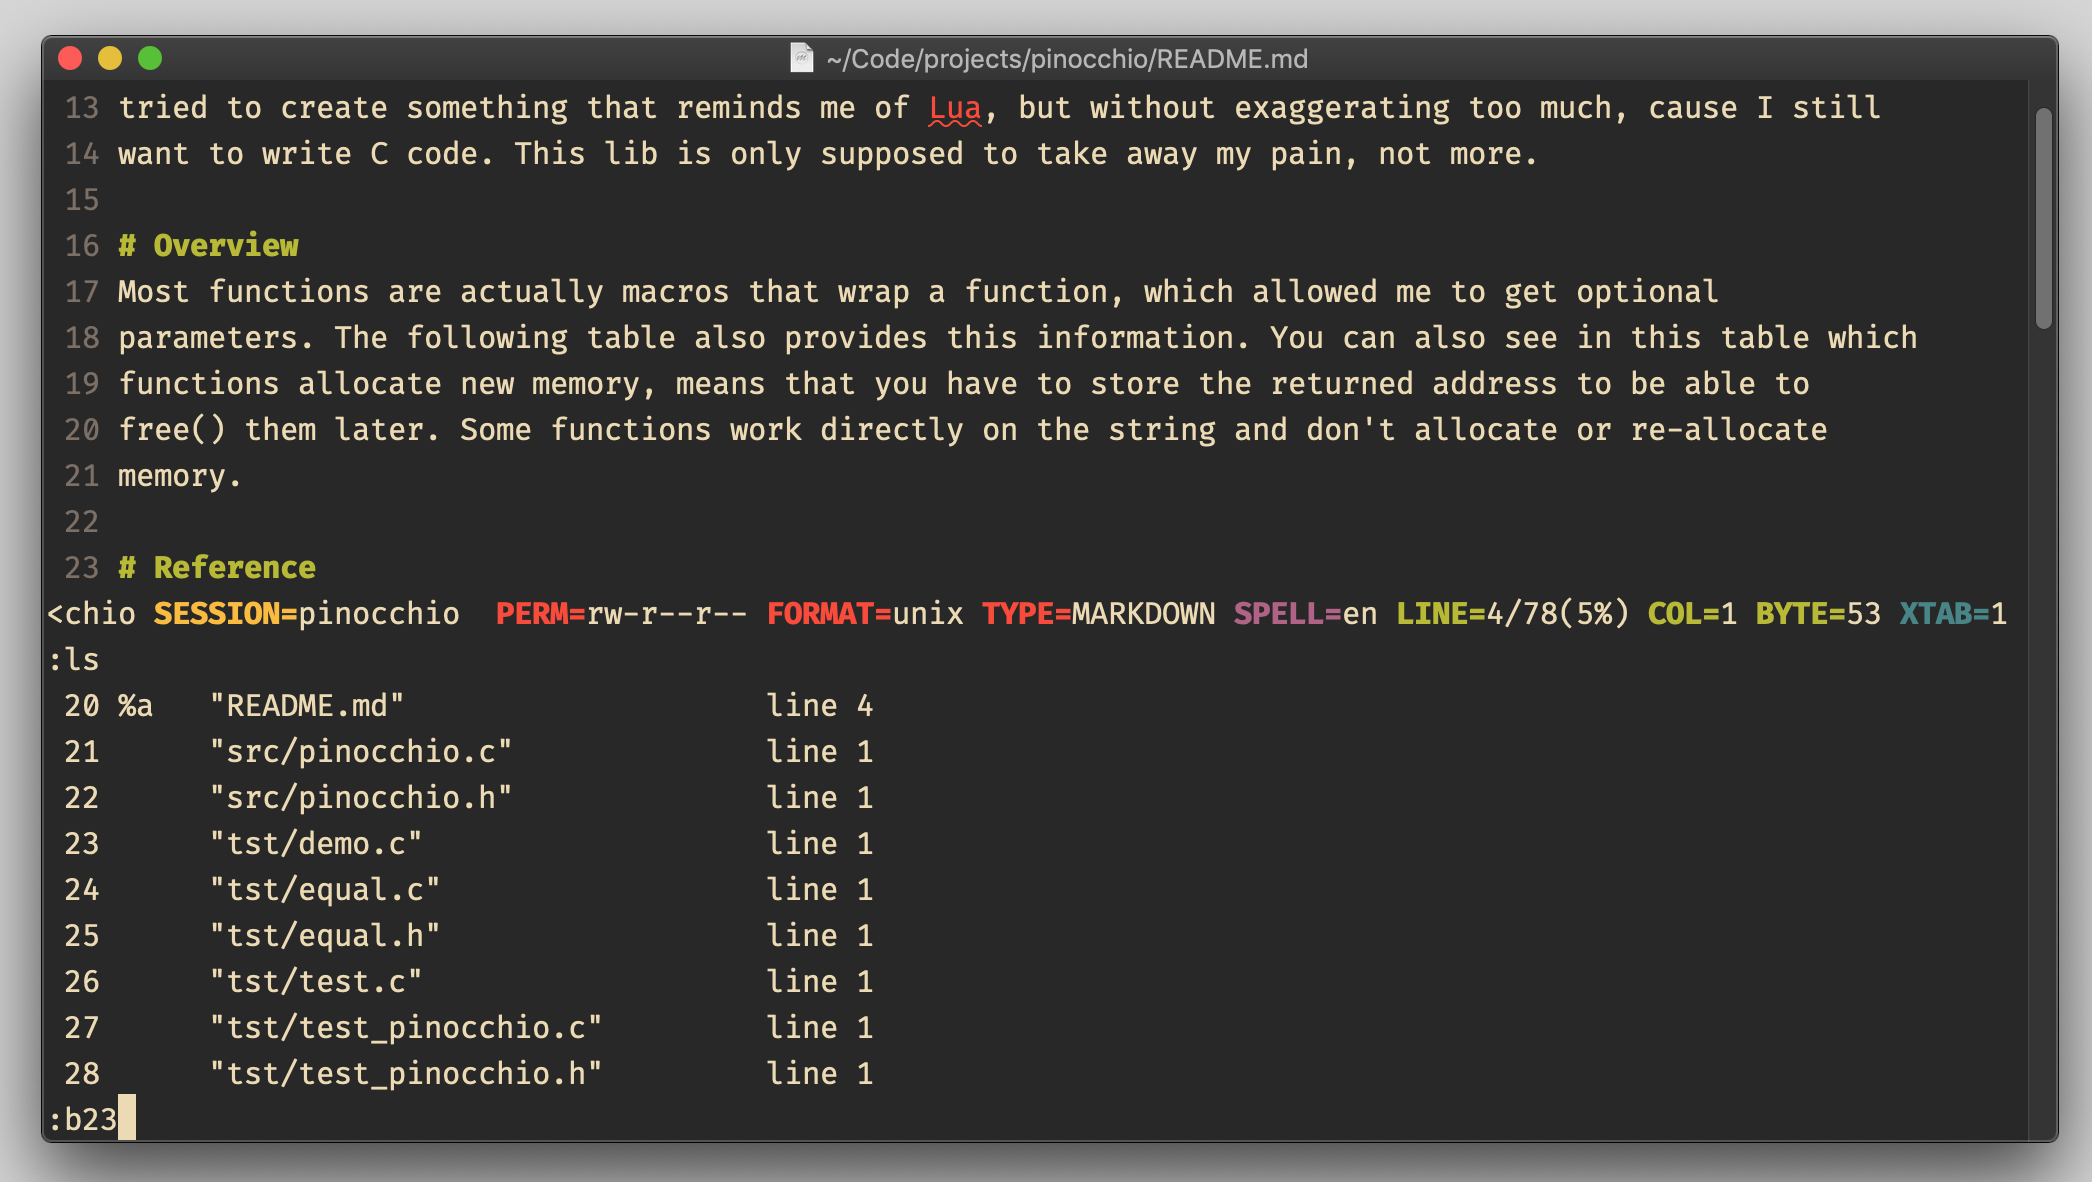 ~/Code/projects/pinocchio/README.md
13 tried to create something that reminds me of Lua, but without exaggerating too much, cause I still
14 want to write C code. This lib is only supposed to take away my pain, not more.
15
16 # Overview
17 Most functions are actually macros that wrap a function, which allowed me to get optional
18 parameters. The following table also provides this information. You can also see in this table which
19 functions allocate new memory, means that you have to store the returned address to be able to
20 free() them later. Some functions work directly on the string and don't allocate or re-allocate
21 memory.
22
23 # Reference
<chio SESSION=pinocchio  PERM=rw-r--r-- FORMAT=unix TYPE=MARKDOWN SPELL=en LINE=4/78(5%) COL=1 BYTE=53 XTAB=1
:ls
20 %a   "README.md"                    line 4
21      "src/pinocchio.c"              line 1
22      "src/pinocchio.h"              line 1
23      "tst/demo.c"                   line 1
24      "tst/equal.c"                  line 1
25      "tst/equal.h"                  line 1
26      "tst/test.c"                   line 1
27      "tst/test_pinocchio.c"         line 1
28      "tst/test_pinocchio.h"         line 1
:b23